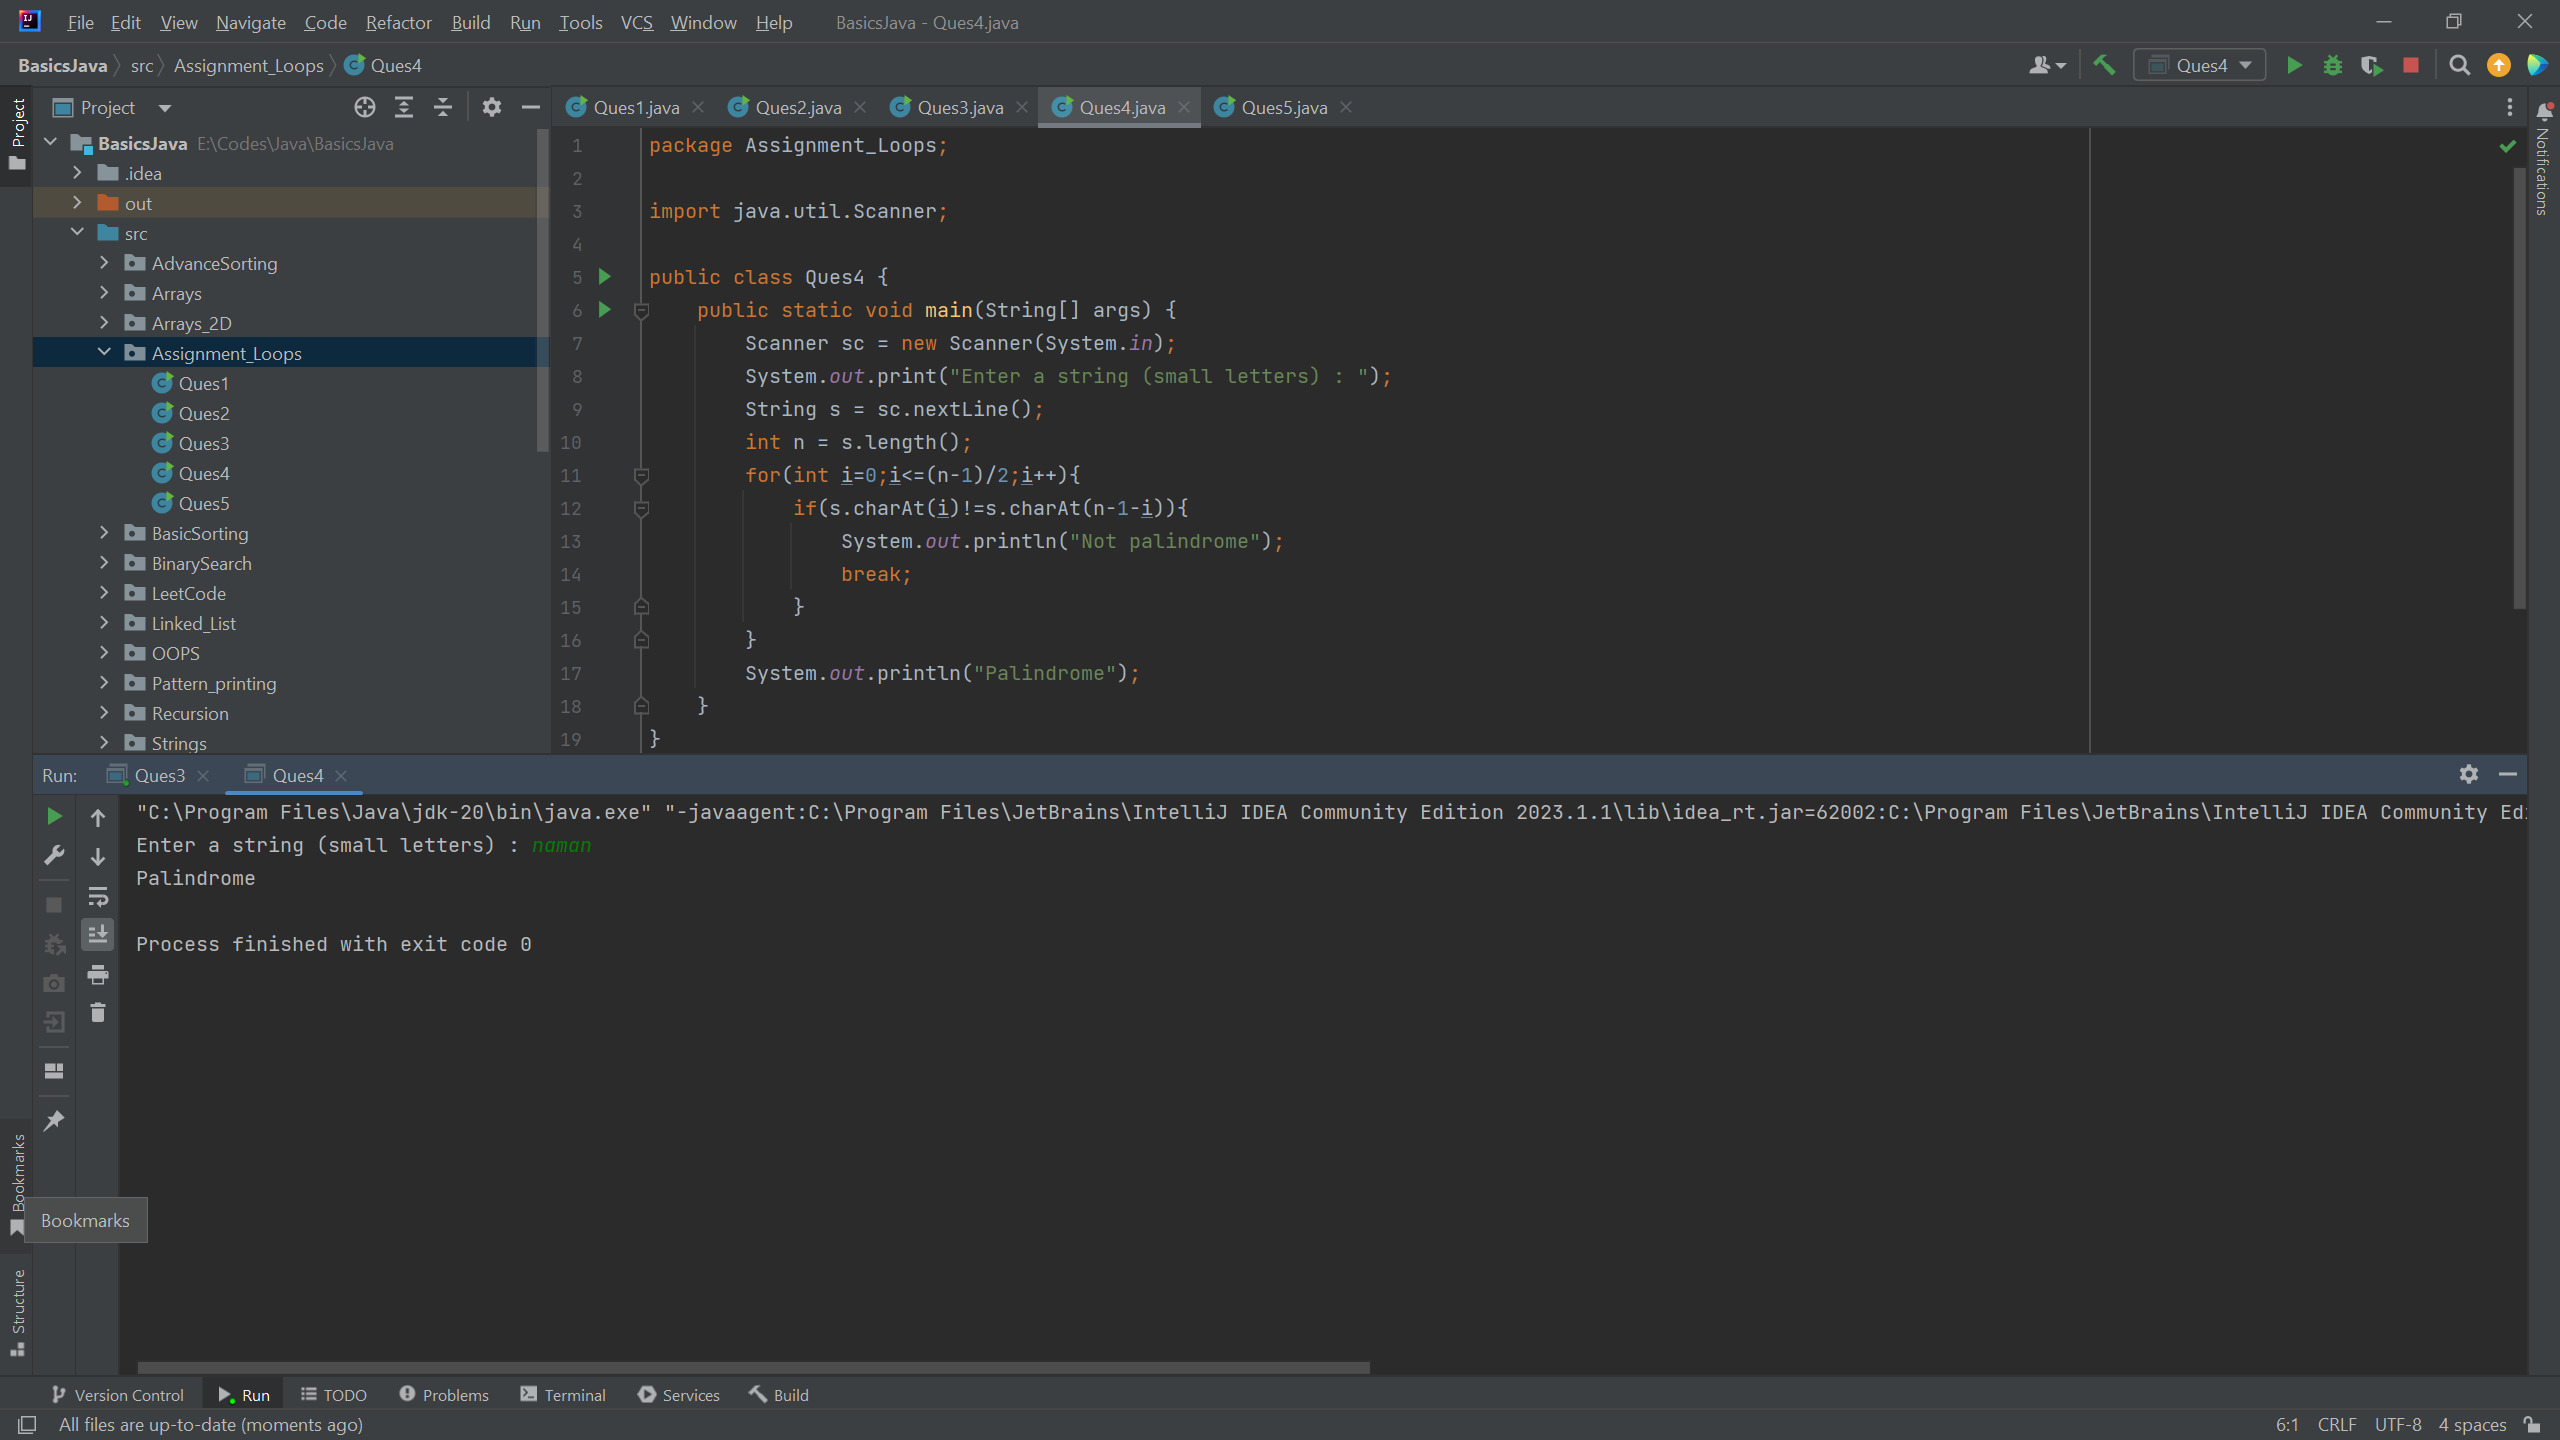 File Edit View Navigate Code Refactor Build Run Tools VCS Window Help BasicsJava - Ques4.java
BasicsJava src Assignment_Loops Ques4
Ques4
Project
Project
Ques1.java Ques2.java Ques3.java Ques4.java Ques5.java
Notifications
BasicsJava E:\Codes\Java\BasicsJava
.idea
out
src
AdvanceSorting
Arrays
Arrays_2D
Assignment_Loops
Ques1
Ques2
Ques3
Ques4
Ques5
BasicSorting
BinarySearch
LeetCode
Linked_List
OOPS
Pattern_printing
Recursion
Strings
1 package Assignment_Loops;
2
3 import java.util.Scanner;
4
5 public class Ques4 {
6 public static void main(String[] args) {
7 Scanner sc = new Scanner(System.in);
8 System.out.print("Enter a string (small letters) : ");
9 String s = sc.nextLine();
10 int n = s.length();
11 for(int i=0;i<=(n-1)/2;i++){
12 if(s.charAt(i)!=s.charAt(n-1-i)){
13 System.out.println("Not palindrome");
14 break;
15 }
16 }
17 System.out.println("Palindrome");
18 }
19 }
Run: Ques3 Ques4
"C:\Program Files\Java\jdk-20\bin\java.exe" "-javaagent:C:\Program Files\JetBrains\IntelliJ IDEA Community Edition 2023.1.1\lib\idea_rt.jar=62002:C:\Program Files\JetBrains\IntelliJ IDEA Community Edi
Enter a string (small letters) : naman
Palindrome
Process finished with exit code 0
Bookmarks
Bookmarks
Structure
Version Control Run TODO Problems Terminal Services Build
All files are up-to-date (moments ago) 6:1 CRLF UTF-8 4 spaces